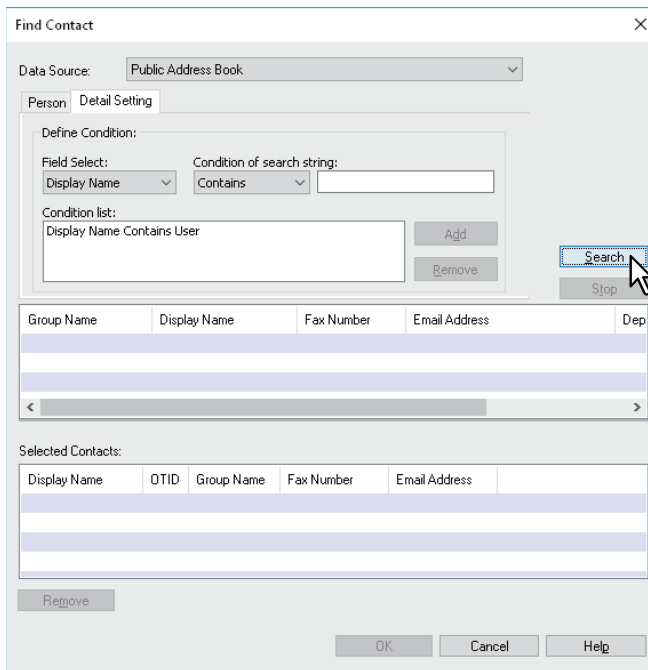 Find Contact
Data Source: Public Address Book
Person Detail Setting
Define Condition:
Field Select: Condition of search string:
Display Name Contains
Condition list:
Display Name Contains User
Add
Remove
Search
Stop
Group Name Display Name Fax Number Email Address Dep
Selected Contacts:
Display Name OTID Group Name Fax Number Email Address
Remove
OK Cancel Help